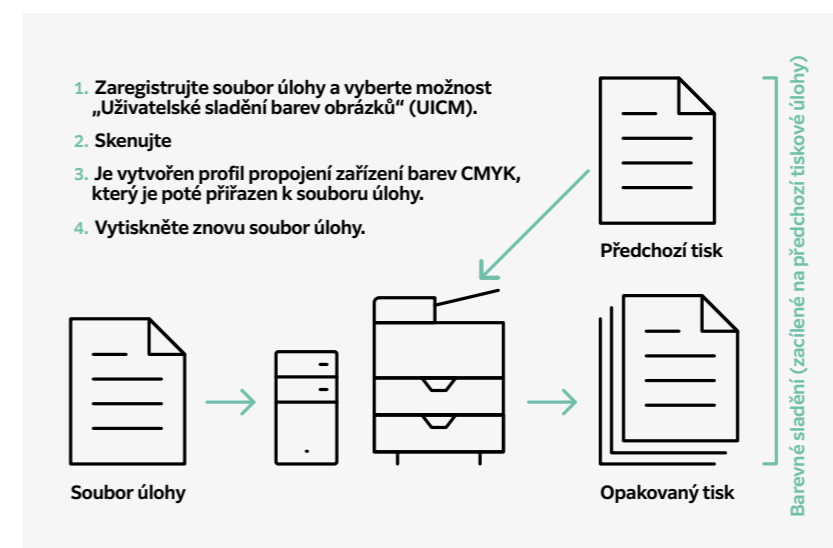 1. Zaregistrujte soubor úlohy a vyberte možnost
„Uživatelské sladění barev obrázků“ (UICM).
2. Skenujte
3. Je vytvořen profil propojení zařízení barev CMYK,
který je poté přiřazen k souboru úlohy.
4. Vytiskněte znovu soubor úlohy.
Předchozí tisk
Soubor úlohy
Opakovaný tisk
Barevné sladění (zacílené na předchozí tiskové úlohy)